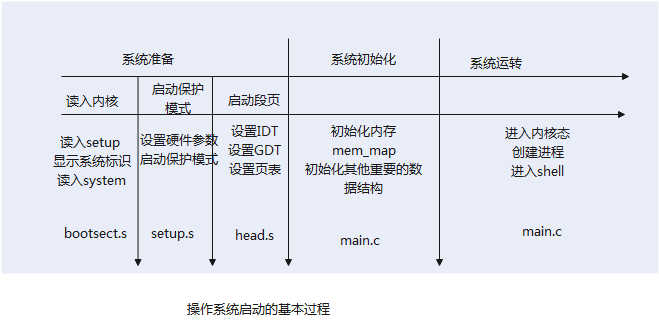 系统准备
系统初始化
系统运转
读入内核
启动保护
模式
启动段页
读入setup
显示系统标识
读入system
设置硬件参数
启动保护模式
设置IDT
设置GDT
设置页表
初始化内存
mem_map
初始化其他重要的数
据结构
进入内核态
创建进程
进入shell
bootsect.s
setup.s
head.s
main.c
main.c
操作系统启动的基本过程